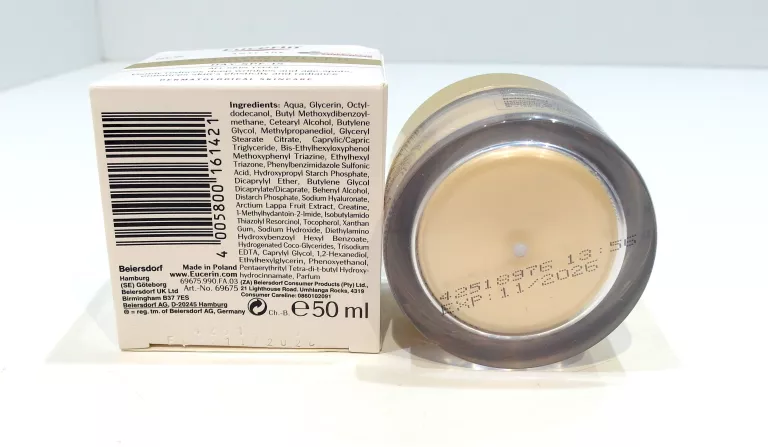 DAY SPF 15
DERMATOLOGICAL SKINCARE
4 005800 161421
Ingredients: Aqua, Glycerin, Octyl-
dodecanol, Butyl Methoxydibenzoyl-
methane, Cetearyl Alcohol, Butylene
Glycol, Methylpropanediol, Glyceryl
Stearate Citrate, Caprylic/Capric
Triglyceride, Bis-Ethylhexyloxyphenol
Methoxyphenyl Triazine, Ethylhexyl
Triazone, Phenylbenzimidazole Sulfonic
Acid, Hydroxypropyl Starch Phosphate,
Dicaprylyl Ether, Butylene Glycol
Dicaprylate/Dicaprate, Behenyl Alcohol,
Distarch Phosphate, Sodium Hyaluronate,
Arctium Lappa Fruit Extract, Creatine,
1-Methylhydantoin-2-Imide, Isobutylamido
Thiazolyl Resorcinol, Tocopherol, Xanthan
Gum, Sodium Hydroxide, Diethylamino
Hydroxybenzoyl Hexyl Benzoate,
Hydrogenated Coco-Glycerides, Trisodium
EDTA, Caprylyl Glycol, 1,2-Hexanediol,
Ethylhexylglycerin, Phenoxyethanol,
Pentaerythrityl Tetra-di-t-butyl Hydroxy-
hydrocinnamate, Parfum
Beiersdorf
Hamburg
(SE) Göteborg
Beiersdorf UK Ltd
Birmingham B37 7ES
Beiersdorf AG, D-20245 Hamburg
® = reg. tm. of Beiersdorf AG, Germany
Made in Poland
www.Eucerin.com
69675.990.FA.03
Art.-No. 69675
(ZA) Beiersdorf Consumer Products (Pty) Ltd.,
21 Lighthouse Road, Umhlanga Rocks, 4319
Consumer Careline: 0860102091
Ch.-B.
e 50 ml
42518976 13:56
EXP:11/2026